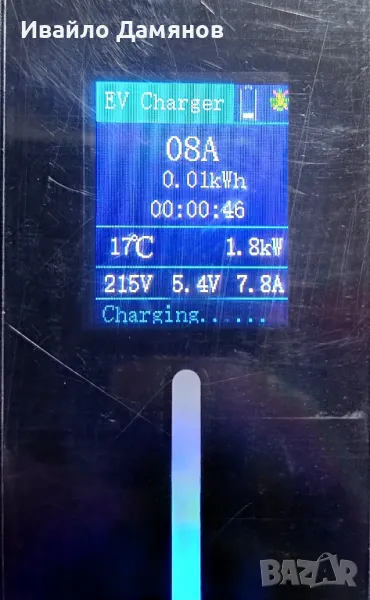 Ивайло Дамянов
EV Charger
08A
0.01kWh
00:00:46
17℃ 1.8kW
215V 5.4V 7.8A
Charging......
BAZAR